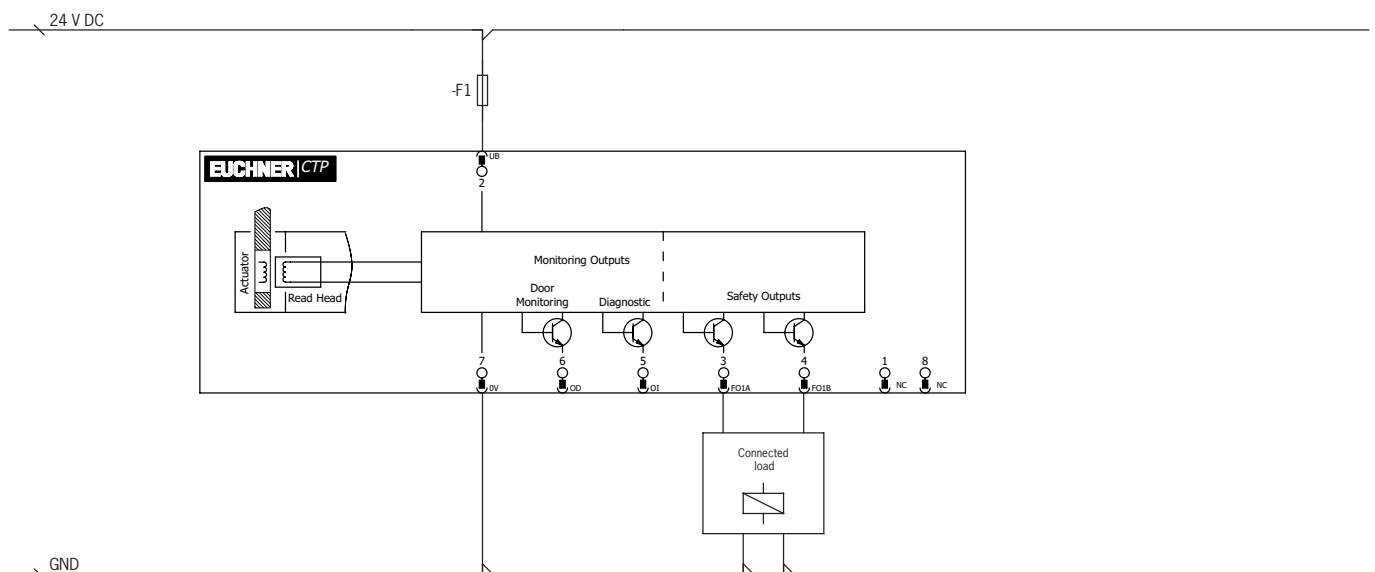 24 V DC
-F1
EUCHNER CTP
UB
2
Actuator
Read Head
Monitoring Outputs
Door
Monitoring
Diagnostic
Safety Outputs
7
6
5
3
4
1
8
0V
OD
OI
FO1A
FO1B
NC
NC
Connected
load
GND